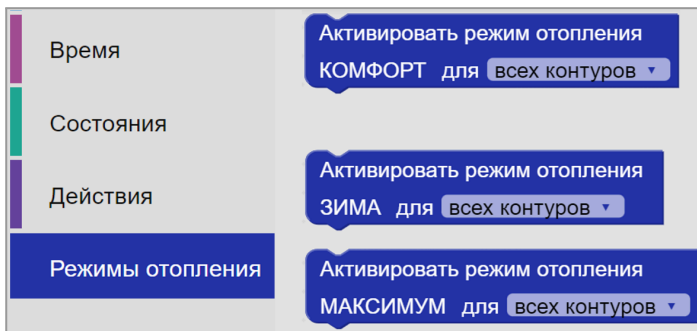 Время
Состояния
Действия
Режимы отопления
Активировать режим отопления
КОМФОРТ для всех контуров
Активировать режим отопления
ЗИМА для всех контуров
Активировать режим отопления
МАКСИМУМ для всех контуров